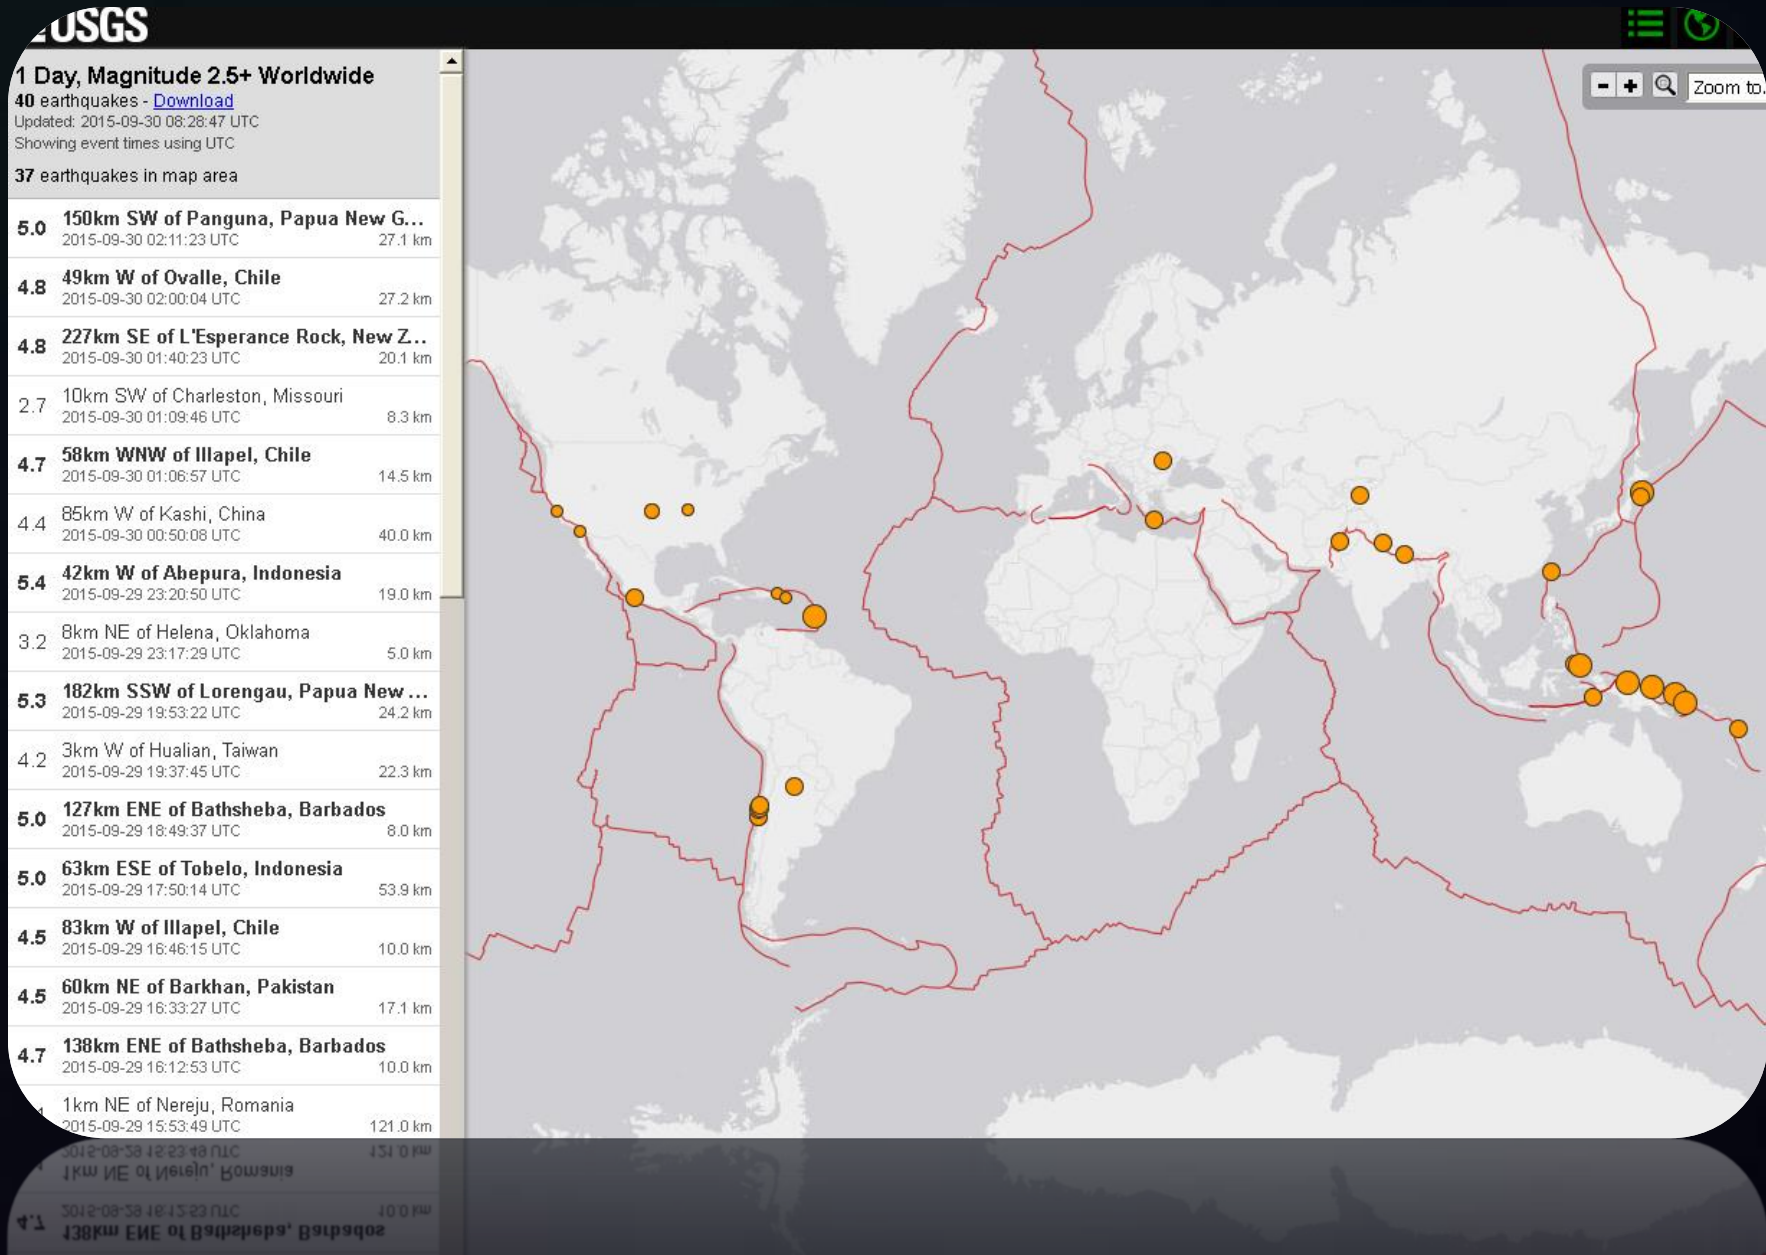 USGS
1 Day, Magnitude 2.5+ Worldwide
40 earthquakes - Download
Updated: 2015-09-30 08:28:47 UTC
Showing event times using UTC
37 earthquakes in map area
5.0 150km SW of Panguna, Papua New G...
2015-09-30 02:11:23 UTC 27.1 km
4.8 49km W of Ovalle, Chile
2015-09-30 02:00:04 UTC 27.2 km
4.8 227km SE of L'Esperance Rock, New Z...
2015-09-30 01:40:23 UTC 20.1 km
2.7 10km SW of Charleston, Missouri
2015-09-30 01:09:46 UTC 8.3 km
4.7 58km WNW of Illapel, Chile
2015-09-30 01:06:57 UTC 14.5 km
4.4 85km W of Kashi, China
2015-09-30 00:50:08 UTC 40.0 km
5.4 42km W of Abepura, Indonesia
2015-09-29 23:20:50 UTC 19.0 km
3.2 8km NE of Helena, Oklahoma
2015-09-29 23:17:29 UTC 5.0 km
5.3 182km SSW of Lorengau, Papua New ...
2015-09-29 19:53:22 UTC 24.2 km
4.2 3km W of Hualian, Taiwan
2015-09-29 19:37:45 UTC 22.3 km
5.0 127km ENE of Bathsheba, Barbados
2015-09-29 18:49:37 UTC 8.0 km
5.0 63km ESE of Tobelo, Indonesia
2015-09-29 17:50:14 UTC 53.9 km
4.5 83km W of Illapel, Chile
2015-09-29 16:46:15 UTC 10.0 km
4.5 60km NE of Barkhan, Pakistan
2015-09-29 16:33:27 UTC 17.1 km
4.7 138km ENE of Bathsheba, Barbados
2015-09-29 16:12:53 UTC 10.0 km
1km NE of Nereju, Romania
2015-09-29 15:53:49 UTC 121.0 km
- + Zoom to.